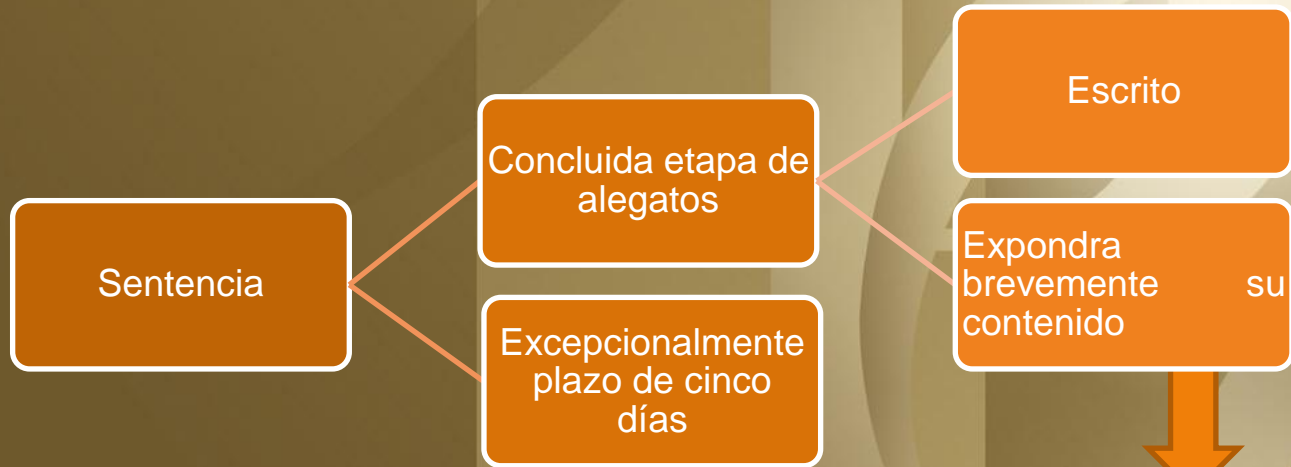 Sentencia
Concluida etapa de
alegatos
Excepcionalmente
plazo de cinco
días
Escrito
Expondra
brevemente su
contenido